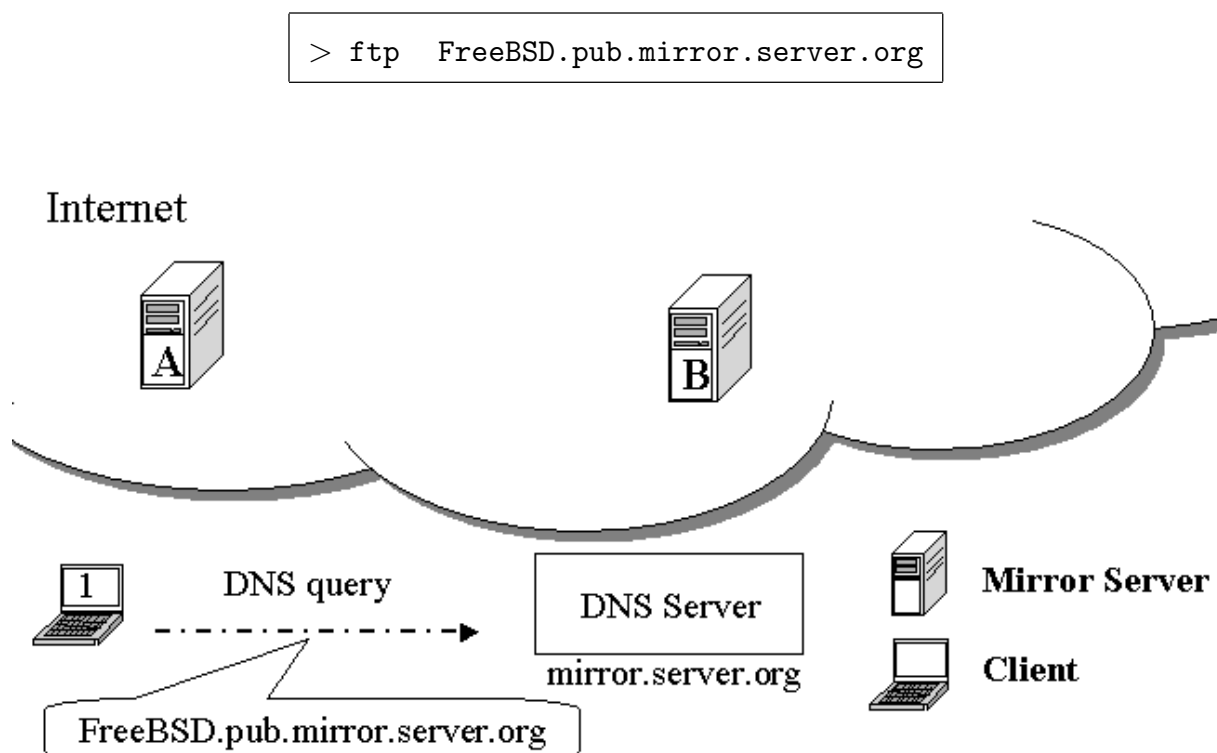 > ftp FreeBSD.pub.mirror.server.org
Internet
A
B
1
DNS query
DNS Server
mirror.server.org
Mirror Server
Client
FreeBSD.pub.mirror.server.org